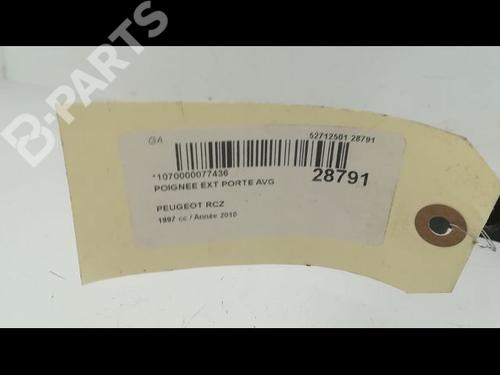 B-PARTS
GA
52712501 28791
*1070000077436
28791
POIGNEE EXT PORTE AVG
PEUGEOT RCZ
1997 cc / Année 2010